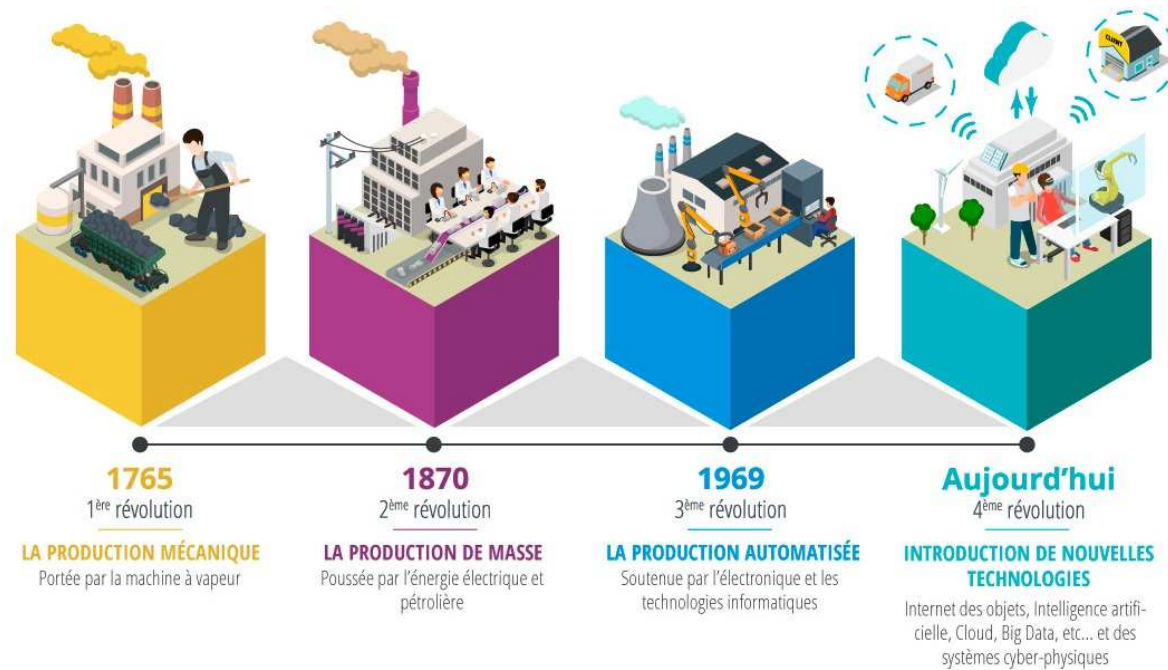 CLIENT
1765
1ère révolution
LA PRODUCTION MÉCANIQUE
Portée par la machine à vapeur
1870
2ème révolution
LA PRODUCTION DE MASSE
Poussée par l'énergie électrique et
pétrolière
1969
3ème révolution
LA PRODUCTION AUTOMATISÉE
Soutenue par l'électronique et les
technologies informatiques
Aujourd'hui
4ème révolution
INTRODUCTION DE NOUVELLES
TECHNOLOGIES
Internet des objets, Intelligence artifi-
cielle, Cloud, Big Data, etc... et des
systèmes cyber-physiques